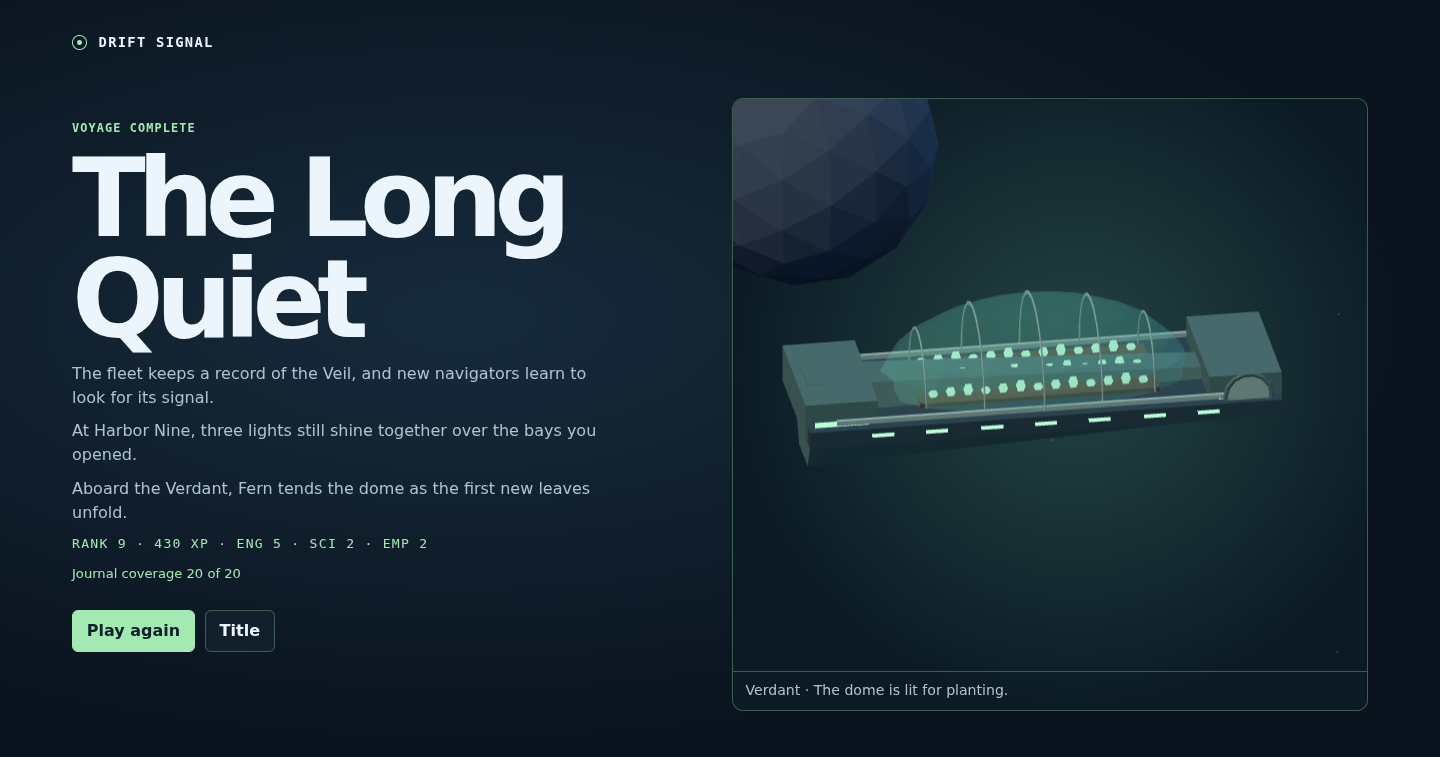 DRIFT SIGNAL
VOYAGE COMPLETE
The Long
Quiet
The fleet keeps a record of the Veil, and new navigators learn to
look for its signal.
At Harbor Nine, three lights still shine together over the bays you
opened.
Aboard the Verdant, Fern tends the dome as the first new leaves
unfold.
RANK 9 · 430 XP · ENG 5 · SCI 2 · EMP 2
Journal coverage 20 of 20
Play again
Title
Verdant · The dome is lit for planting.